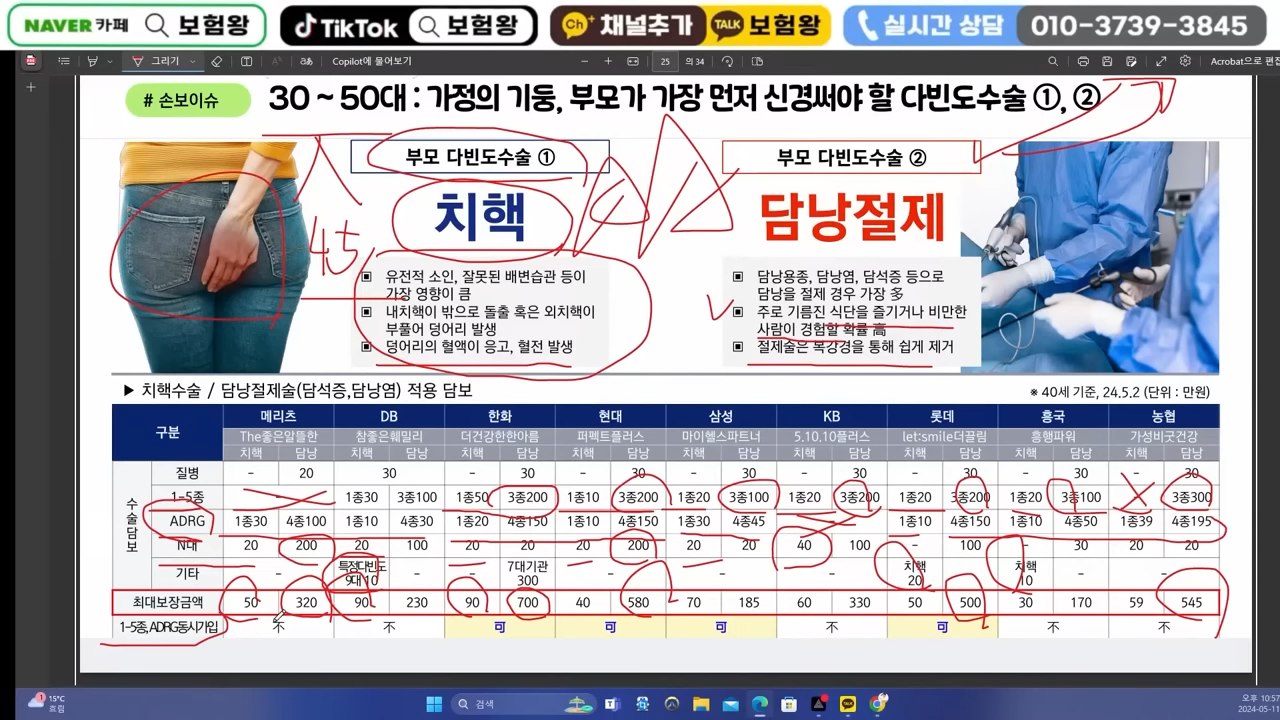 NAVER 카페 보험왕 TikTok 보험왕 Ch+ 채널추가 TALK 보험왕 실시간 상담 010-3739-3845
그리기 Copilot에 물어보기 25 의 34 Acrobat으로 편집
# 손보이슈 30 ~ 50대 : 가정의 기둥, 부모가 가장 먼저 신경써야 할 다빈도수술 ①, ②
부모 다빈도수술 ①
치핵
유전적 소인, 잘못된 배변습관 등이
가장 영향이 큼
내치핵이 밖으로 돌출 혹은 외치핵이
부풀어 덩어리 발생
덩어리의 혈액이 응고, 혈전 발생
45
부모 다빈도수술 ②
담낭절제
담낭용종, 담낭염, 담석증 등으로
담낭을 절제 경우 가장 多
주로 기름진 식단을 즐기거나 비만한
사람이 경험할 확률 高
절제술은 복강경을 통해 쉽게 제거
▶ 치핵수술 / 담낭절제술(담석증,담낭염) 적용 담보 ※ 40세 기준, 24.5.2 (단위 : 만원)
구분 메리츠 DB 한화 현대 삼성 KB 롯데 흥국 농협
The좋은알뜰한 참좋은훼밀리 더건강한한아름 퍼펙트플러스 마이헬스파트너 5.10.10플러스 let:smile더끌림 흥행파워 가성비굿건강
치핵 담낭 치핵 담낭 치핵 담낭 치핵 담낭 치핵 담낭 치핵 담낭 치핵 담낭 치핵 담낭 치핵 담낭
수술담보
질병 - 20 30 - 30 - 30 - 30 - 30 - 30 - 30 - 30
1-5종 1종30 3종100 1종50 3종200 1종10 3종200 1종20 3종100 1종20 3종200 1종20 3종200 1종20 3종100 3종300
ADRG 1종30 4종100 1종10 4종30 1종20 4종150 1종10 4종150 1종30 4종45 1종10 4종150 1종10 4종50 1종39 4종195
N대 20 200 20 100 20 20 20 200 20 20 40 100 - 100 - 30 20 20
기타 - 특정다빈도 9대 10 - - 7대기관 300 - - - 치핵 20 - 치핵 10 - -
최대보장금액 50 320 90 230 90 700 40 580 70 185 60 330 50 500 30 170 59 545
1-5종,ADRG동시가입 不 不 可 可 可 不 可 不 不
15°C
흐림
검색
오후 10:57
2024-05-11